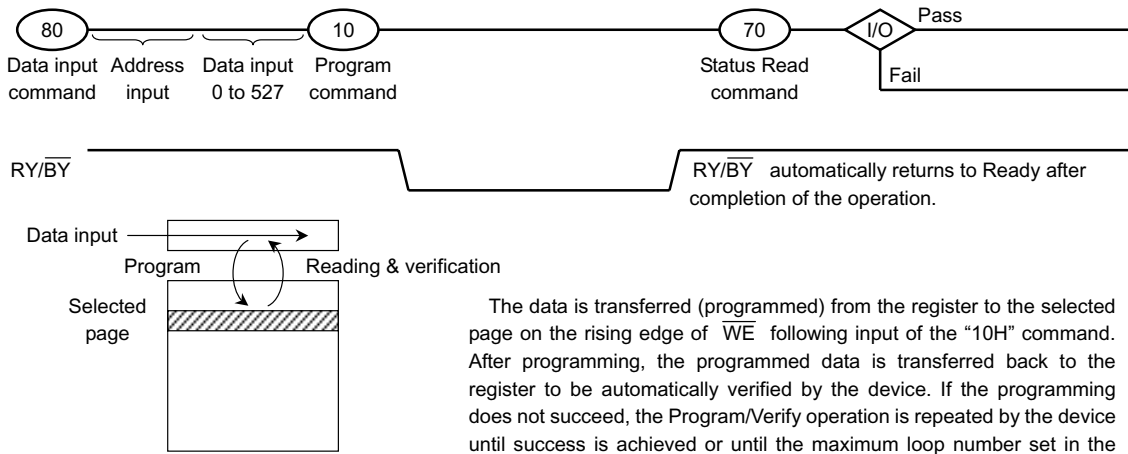 80
10
70
I/O
Pass
Data input command
Address input
Data input 0 to 527
Program command
Status Read command
Fail
RY/BY
RY/BY automatically returns to Ready after
completion of the operation.
Data input
Program
Reading & verification
Selected
page
The data is transferred (programmed) from the register to the selected
page on the rising edge of WE following input of the “10H” command.
After programming, the programmed data is transferred back to the
register to be automatically verified by the device. If the programming
does not succeed, the Program/Verify operation is repeated by the device
until success is achieved or until the maximum loop number set in the